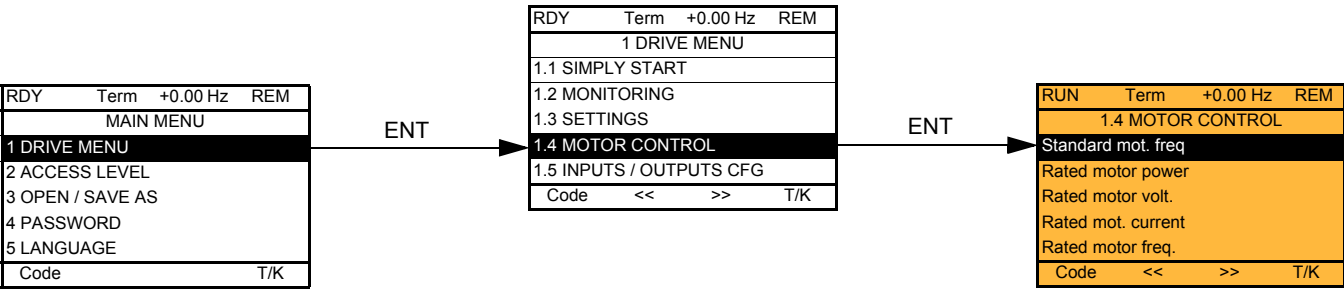 RDY Term +0.00 Hz REM
MAIN MENU
1 DRIVE MENU
2 ACCESS LEVEL
3 OPEN / SAVE AS
4 PASSWORD
5 LANGUAGE
Code T/K
ENT
RDY Term +0.00 Hz REM
1 DRIVE MENU
1.1 SIMPLY START
1.2 MONITORING
1.3 SETTINGS
1.4 MOTOR CONTROL
1.5 INPUTS / OUTPUTS CFG
Code << >> T/K
ENT
RUN Term +0.00 Hz REM
1.4 MOTOR CONTROL
Standard mot. freq
Rated motor power
Rated motor volt.
Rated mot. current
Rated motor freq.
Code << >> T/K